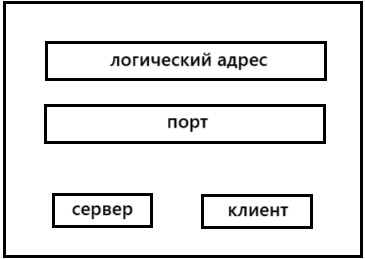 логический адрес
порт
сервер
клиент